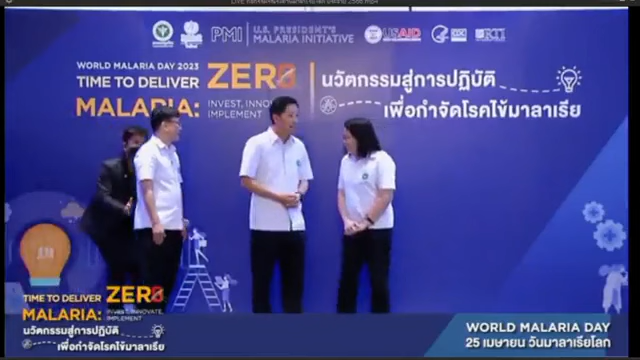 PMI
U.S. PRESIDENT'S
MALARIA INITIATIVE
USAID
CDC
RTI
WORLD MALARIA DAY 2023
TIME TO DELIVER ZERO
MALARIA: INVEST,
IMPLEMENT
นวัตกรรมสู่การปฏิบัติ
เพื่อกำจัดโรคไข้มาลาเรีย
TIME TO DELIVER ZERO
MALARIA: INVEST, INNOVATE,
IMPLEMENT
นวัตกรรมสู่การปฏิบัติ
เพื่อกำจัดโรคไข้มาลาเรีย
WORLD MALARIA DAY
25 เมษายน วันมาลาเรียโลก